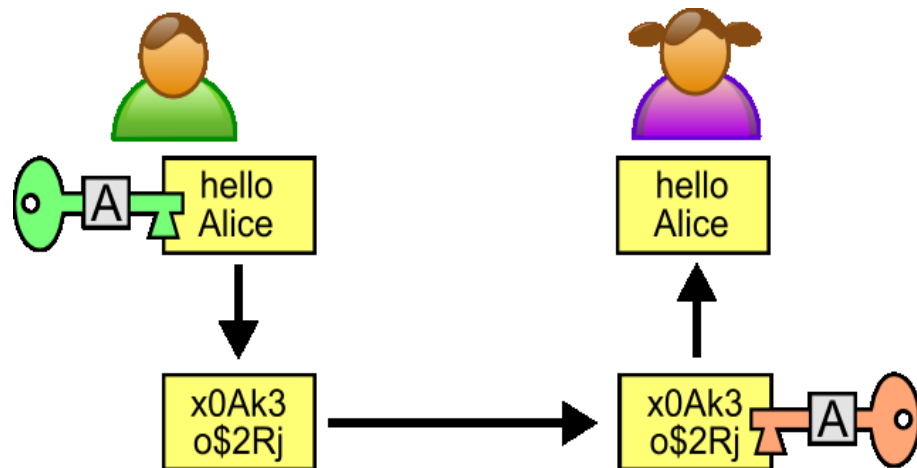 A
hello
Alice
hello
Alice
x0Ak3
o$2Rj
x0Ak3
o$2Rj
A